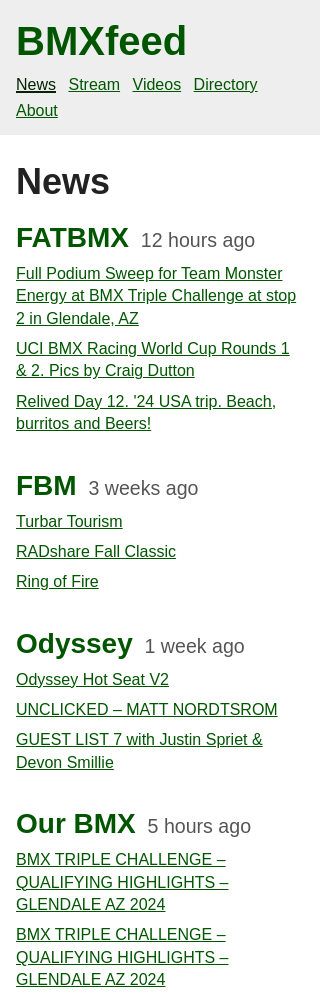 BMXfeed
News Stream Videos Directory
About
News
FATBMX 12 hours ago
Full Podium Sweep for Team Monster
Energy at BMX Triple Challenge at stop
2 in Glendale, AZ
UCI BMX Racing World Cup Rounds 1
& 2. Pics by Craig Dutton
Relived Day 12. '24 USA trip. Beach,
burritos and Beers!
FBM 3 weeks ago
Turbar Tourism
RADshare Fall Classic
Ring of Fire
Odyssey 1 week ago
Odyssey Hot Seat V2
UNCLICKED – MATT NORDTSROM
GUEST LIST 7 with Justin Spriet &
Devon Smillie
Our BMX 5 hours ago
BMX TRIPLE CHALLENGE –
QUALIFYING HIGHLIGHTS –
GLENDALE AZ 2024
BMX TRIPLE CHALLENGE –
QUALIFYING HIGHLIGHTS –
GLENDALE AZ 2024